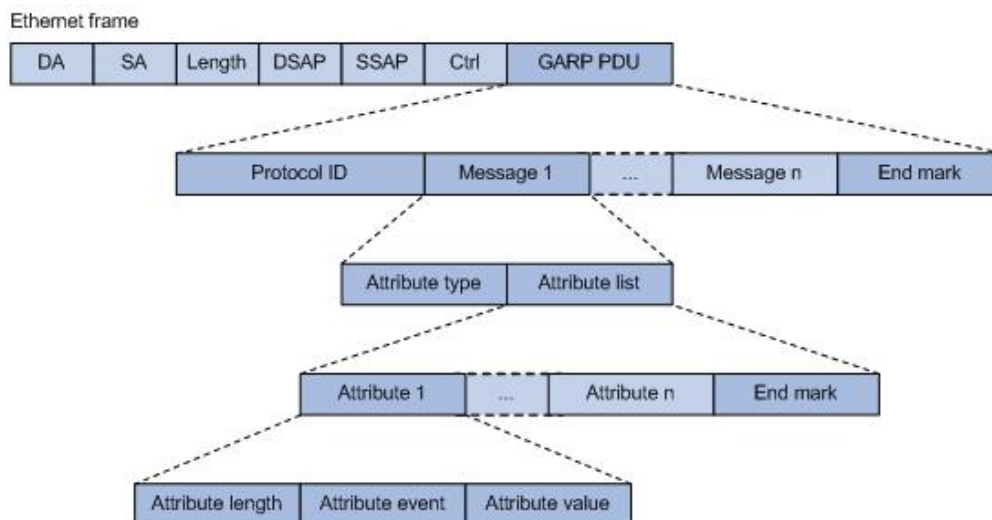 Ethernet frame
DA SA Length DSAP SSAP Ctrl GARP PDU
Protocol ID Message 1 ... Message n End mark
Attribute type Attribute list
Attribute 1 ... Attribute n End mark
Attribute length Attribute event Attribute value